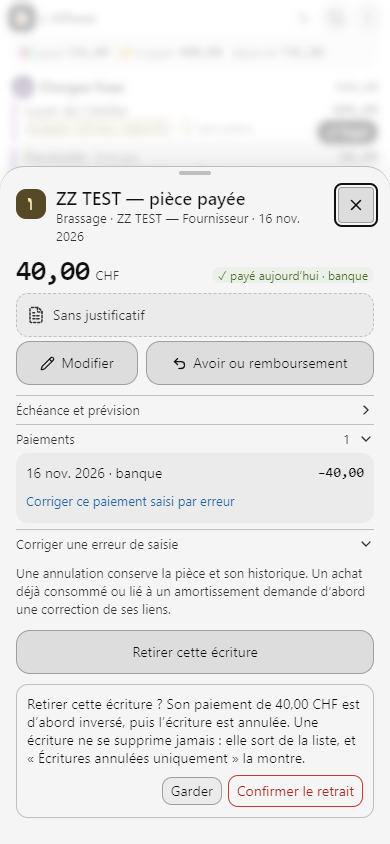 Charges fixes
ZZ TEST — pièce payée
Brassage · ZZ TEST — Fournisseur · 16 nov.
2026
40,00 CHF
✓ payé aujourd’hui · banque
Sans justificatif
Modifier
Avoir ou remboursement
Échéance et prévision
Paiements
1
16 nov. 2026 · banque
−40,00
Corriger ce paiement saisi par erreur
Corriger une erreur de saisie
Une annulation conserve la pièce et son historique. Un achat
déjà consommé ou lié à un amortissement demande d’abord
une correction de ses liens.
Retirer cette écriture
Retirer cette écriture ? Son paiement de 40,00 CHF est
d’abord inversé, puis l’écriture est annulée. Une
écriture ne se supprime jamais : elle sort de la liste, et
« Écritures annulées uniquement » la montre.
Garder
Confirmer le retrait